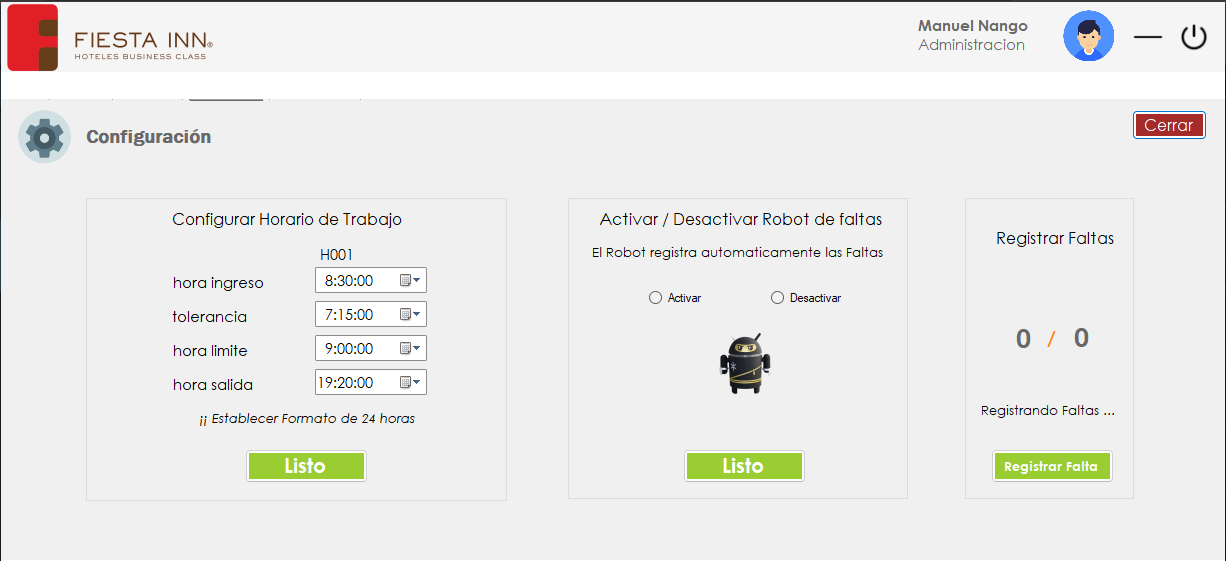 FIESTA INN®
HOTELES BUSINESS CLASS
Manuel Nango
Administracion
Configuración
Cerrar
Configurar Horario de Trabajo
H001
hora ingreso 8:30:00
tolerancia 7:15:00
hora limite 9:00:00
hora salida 19:20:00
¡¡ Establecer Formato de 24 horas
Listo
Activar / Desactivar Robot de faltas
El Robot registra automaticamente las Faltas
Activar Desactivar
Listo
Registrar Faltas
0 / 0
Registrando Faltas ...
Registrar Falta